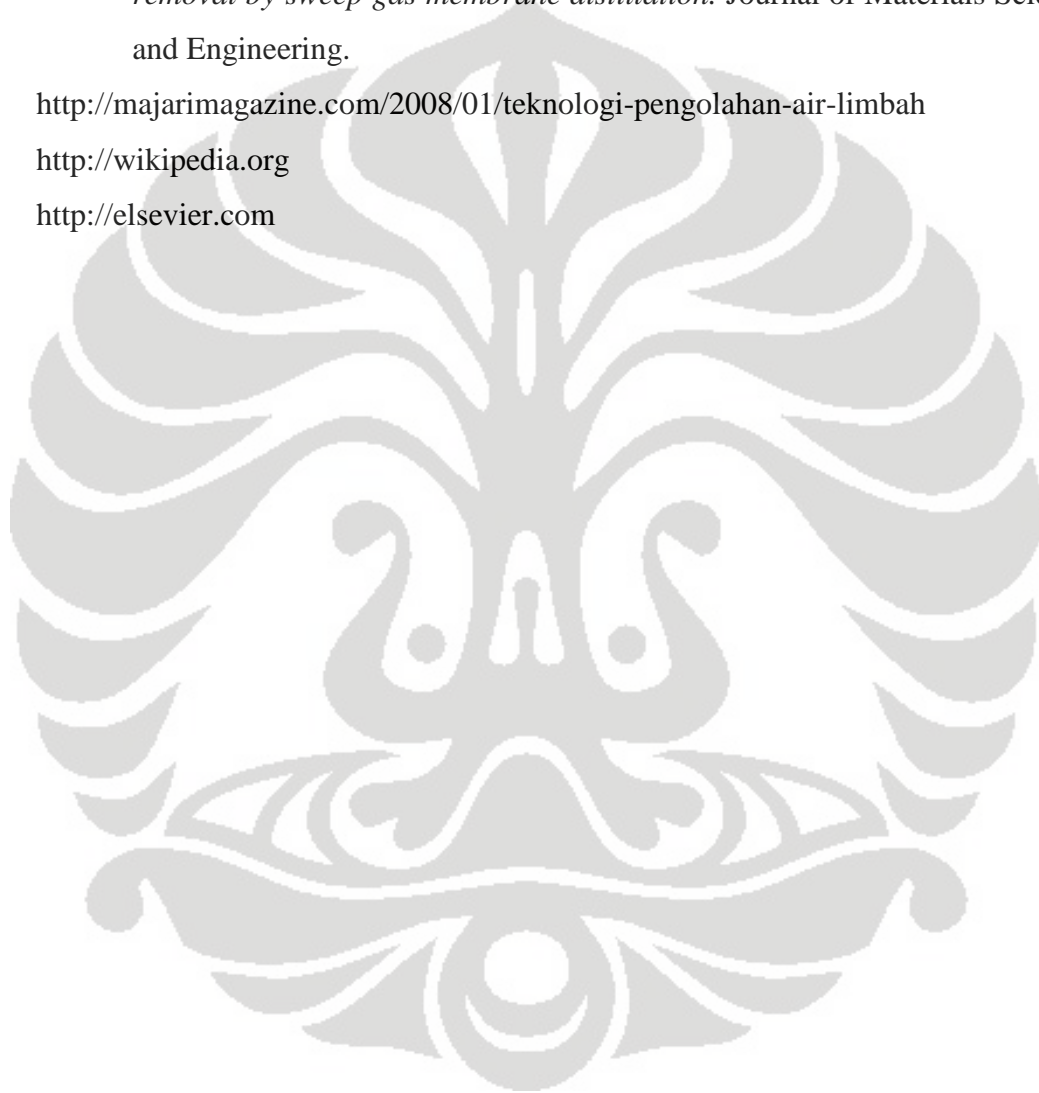 removal by sweep gas membrane distillation. Journal of Materials
and Engineering.
http://majarimagazine.com/2008/01/teknologi-pengolahan-air-limbah
http://wikipedia.org
http://elsevier.com